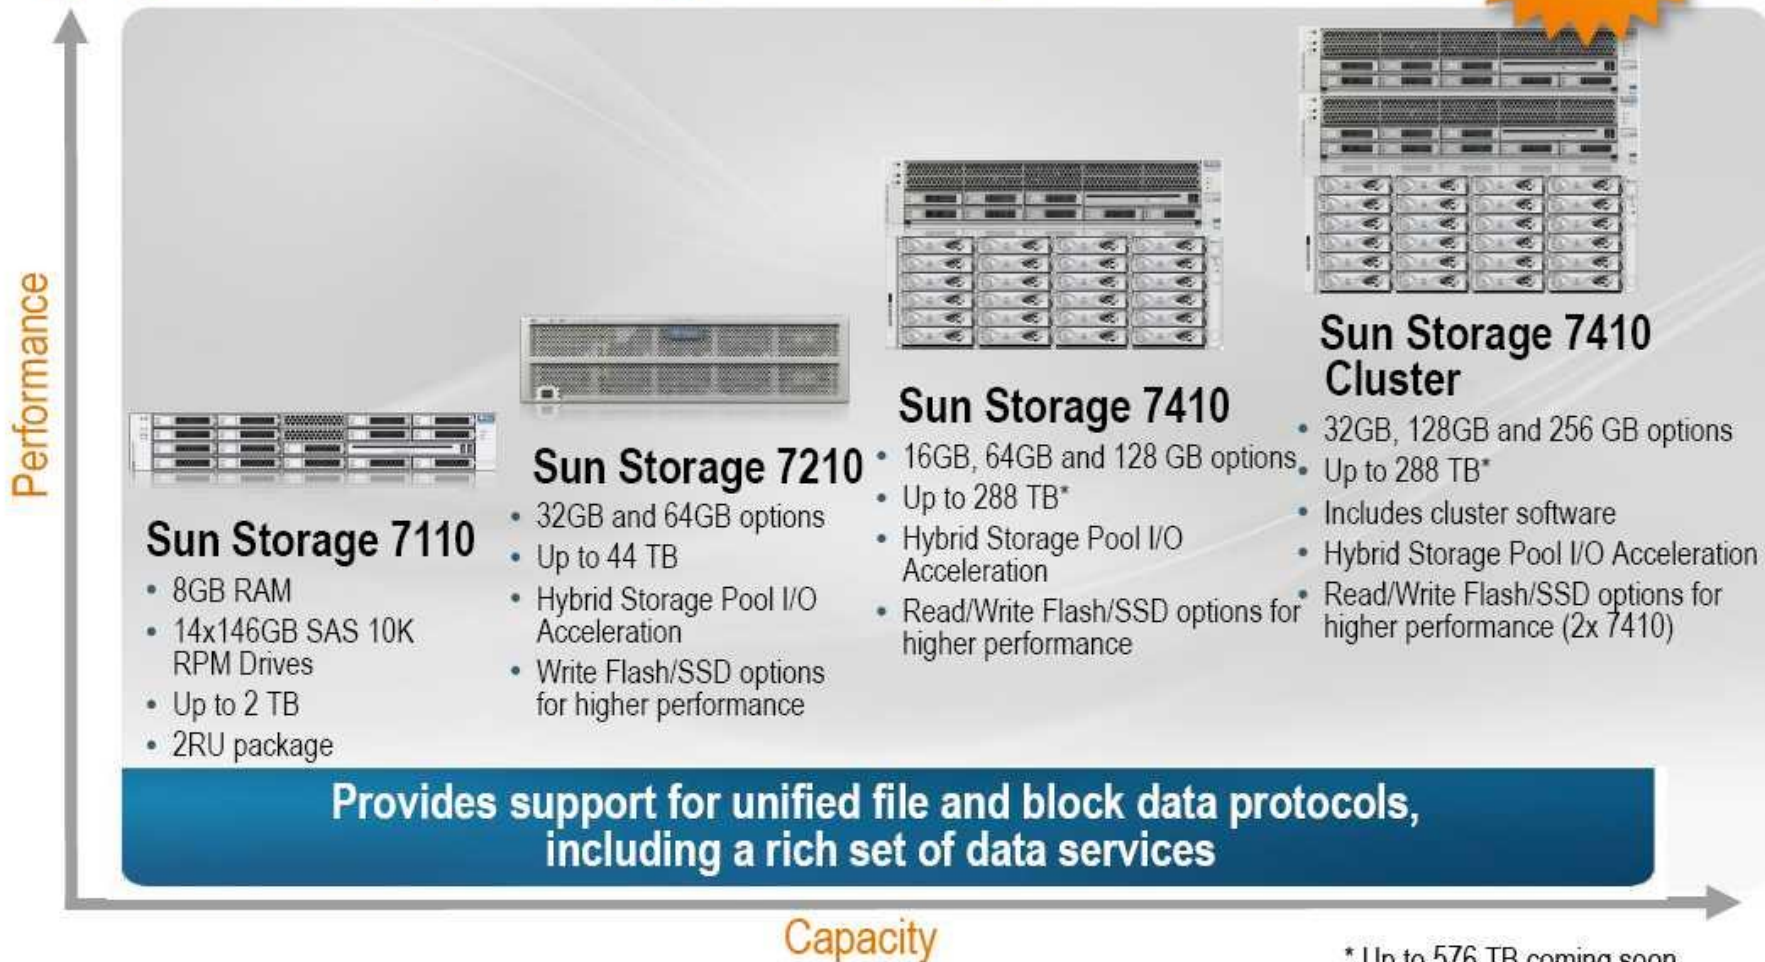 Performance
Sun Storage 7110
• 8GB RAM
• 14x146GB SAS 10K
RPM Drives
• Up to 2 TB
• 2RU package
Sun Storage 7210
• 32GB and 64GB options
• Up to 44 TB
• Hybrid Storage Pool I/O
Acceleration
• Write Flash/SSD options
for higher performance
Sun Storage 7410
• 16GB, 64GB and 128 GB options
• Up to 288 TB*
• Hybrid Storage Pool I/O
Acceleration
• Read/Write Flash/SSD options for
higher performance
Sun Storage 7410
Cluster
• 32GB, 128GB and 256 GB options
• Up to 288 TB*
• Includes cluster software
• Hybrid Storage Pool I/O Acceleration
• Read/Write Flash/SSD options for
higher performance (2x 7410)
Provides support for unified file and block data protocols,
including a rich set of data services
Capacity
* Up to 576 TB coming soon